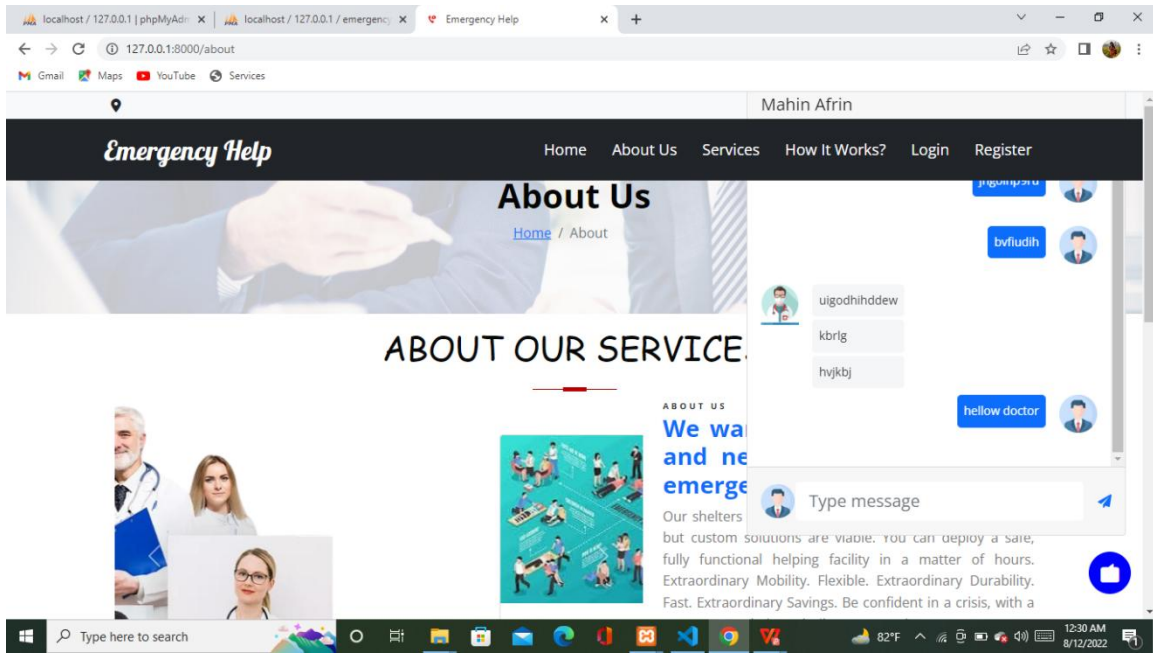 localhost / 127.0.0.1 | phpMyAdn
localhost / 127.0.0.1 / emergency
Emergency Help
127.0.0.1:8000/about
Gmail Maps YouTube Services
Mahin Afrin
Emergency Help
Home About Us Services How It Works? Login Register
About Us
Home / About
bvfiudih
uigodhihddew
kbrlg
hvjkbj
hellow doctor
Type message
ABOUT OUR SERVICE
ABOUT US
We wa
and ne
emerge
Our shelters
but custom solutions are viable. You can deploy a safe,
fully functional helping facility in a matter of hours.
Extraordinary Mobility. Flexible. Extraordinary Durability.
Fast. Extraordinary Savings. Be confident in a crisis, with a
Type here to search
82°F
12:30 AM
8/12/2022